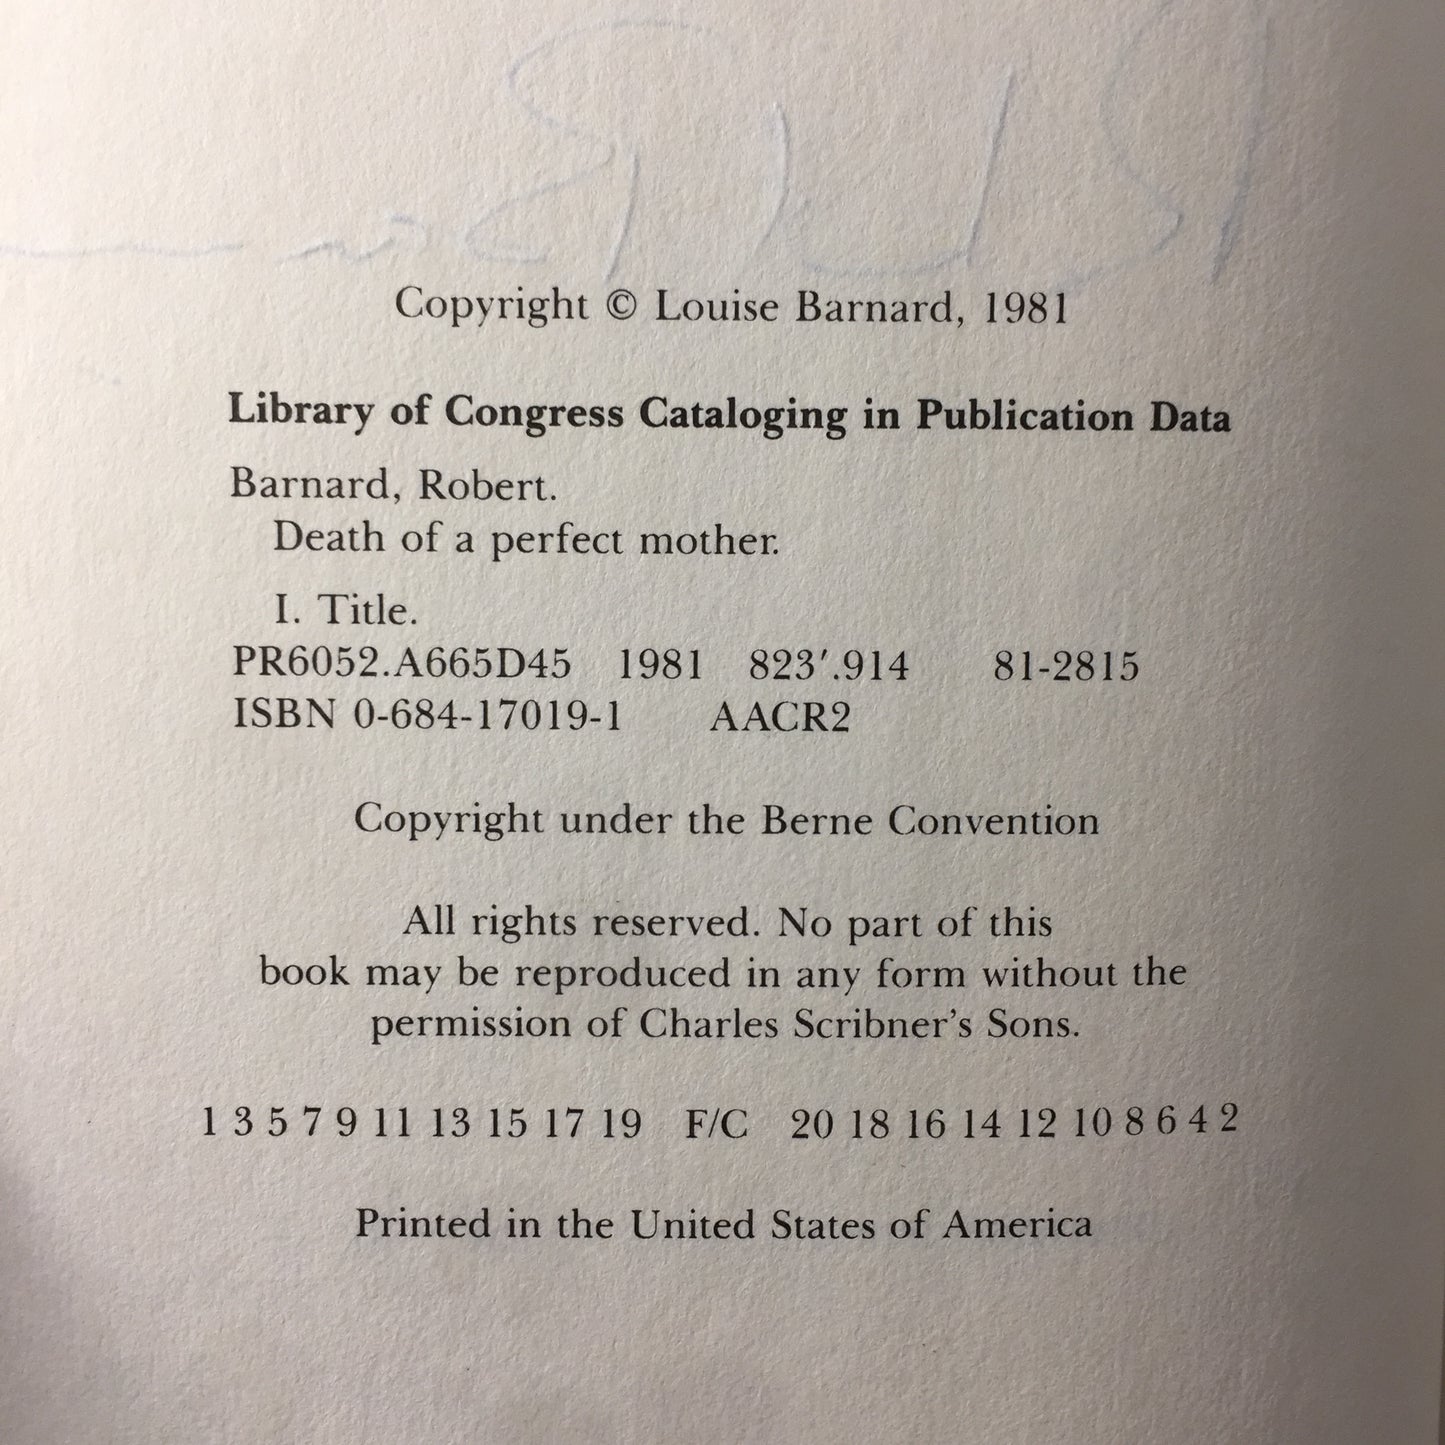 Copyright © Louise Barnard, 1981
Library of Congress Cataloging in Publication Data
Barnard, Robert.
Death of a perfect mother.
I. Title.
PR6052.A665D45 1981 823′.914 81-2815
ISBN 0-684-17019-1 AACR2
Copyright under the Berne Convention
All rights reserved. No part of this
book may be reproduced in any form without the
permission of Charles Scribner’s Sons.
1 3 5 7 9 11 13 15 17 19 F/C 20 18 16 14 12 10 8 6 4 2
Printed in the United States of America